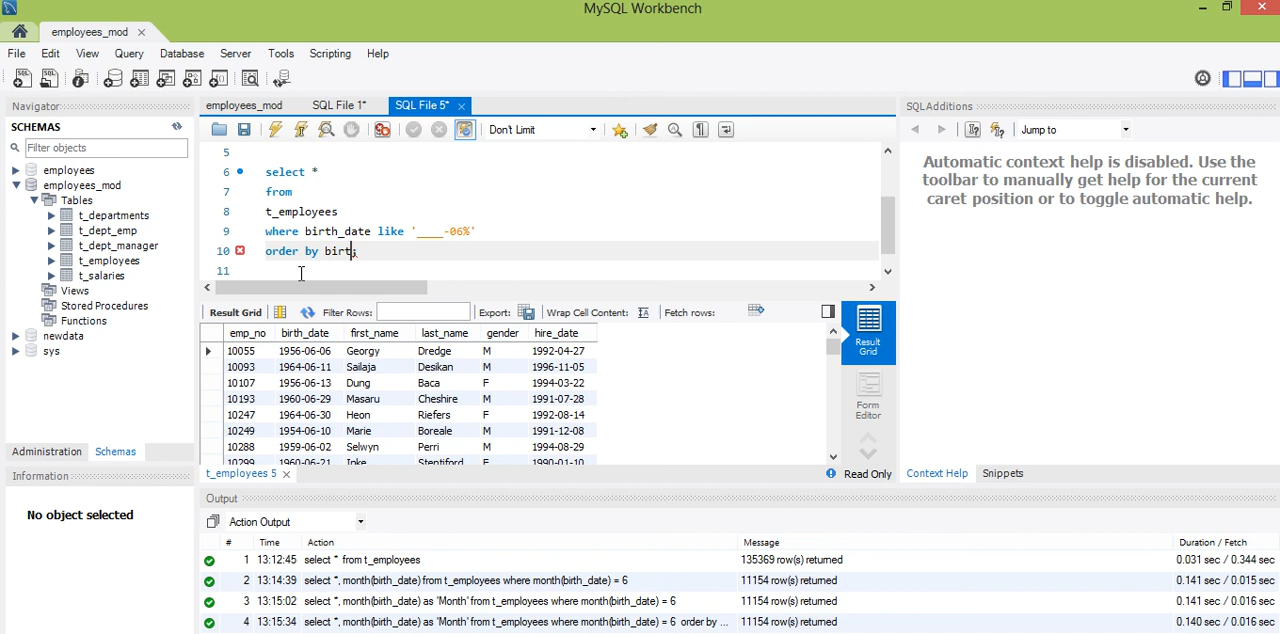 MySQL Workbench
employees_mod
File Edit View Query Database Server Tools Scripting Help
Navigator
SCHEMAS
Filter objects
employees
employees_mod
Tables
t_departments
t_dept_emp
t_dept_manager
t_employees
t_salaries
Views
Stored Procedures
Functions
newdata
sys
Administration Schemas
Information
No object selected
employees_mod SQL File 1* SQL File 5*
Don't Limit
5
6 select *
7 from
8 t_employees
9 where birth_date like '____-06%'
10 order by birt;
11
Result Grid Filter Rows: Export: Wrap Cell Content: Fetch rows:
emp_no birth_date first_name last_name gender hire_date
10055 1956-06-06 Georgy Dredge M 1992-04-27
10093 1964-06-11 Sailaja Desikan M 1996-11-05
10107 1956-06-13 Dung Baca F 1994-03-22
10193 1960-06-29 Masaru Cheshire M 1991-07-28
10247 1964-06-30 Heon Riefers F 1992-08-14
10249 1954-06-10 Marie Boreale M 1991-12-08
10288 1959-06-02 Selwyn Perri M 1994-08-29
10299 1960-06-21 Inke Stentiford F 1990-01-10
Result
Grid
Form
Editor
t_employees 5
Read Only
SQLAdditions
Jump to
Automatic context help is disabled. Use the
toolbar to manually get help for the current
caret position or to toggle automatic help.
Context Help Snippets
Output
Action Output
# Time Action Message Duration / Fetch
1 13:12:45 select * from t_employees 135369 row(s) returned 0.031 sec / 0.344 sec
2 13:14:39 select *, month(birth_date) from t_employees where month(birth_date) = 6 11154 row(s) returned 0.141 sec / 0.015 sec
3 13:15:02 select *, month(birth_date) as 'Month' from t_employees where month(birth_date) = 6 11154 row(s) returned 0.141 sec / 0.016 sec
4 13:15:34 select *, month(birth_date) as 'Month' from t_employees where month(birth_date) = 6 order by ... 11154 row(s) returned 0.140 sec / 0.016 sec